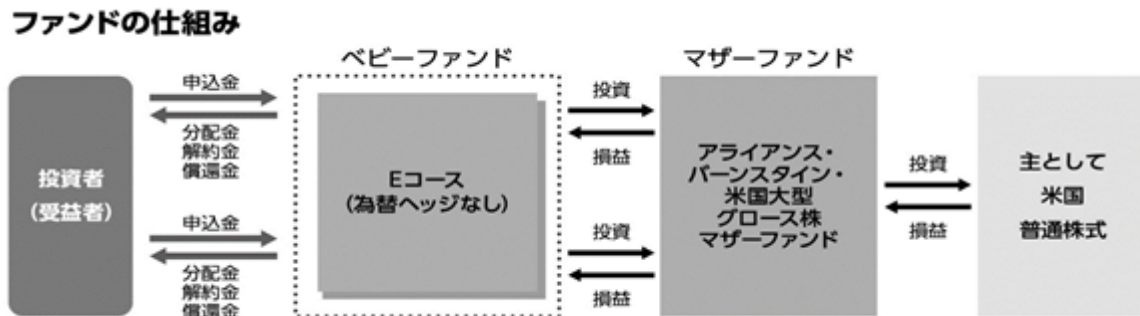 ファンドの仕組み
ベビーファンド
マザーファンド
投資者
(受益者)
申込金
分配金
解約金
償還金
申込金
分配金
解約金
償還金
Eコース
(為替ヘッジなし)
投資
損益
投資
損益
アライアンス・
バーンスタイン・
米国大型
グロース株
マザーファンド
投資
損益
主として
米国
普通株式